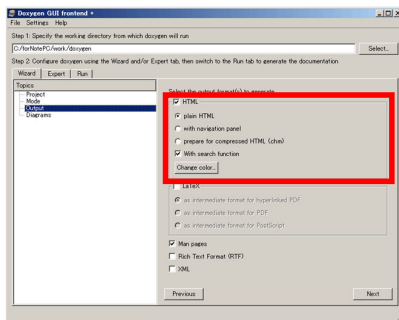 Doxygen GUI frontend +
File Settings Help
Step 1: Specify the working directory from which doxygen will run
C:/forNotePC/work/doxygen
Select...
Step 2: Configure doxygen using the Wizard and/or Expert tab, then switch to the Run tab to generate the documentation
Wizard Expert Run
Topics
Project
Mode
Output
Diagrams
Select the output format(s) to generate
HTML
plain HTML
with navigation panel
prepare for compressed HTML (chm)
With search function
Change color...
LaTeX
as intermediate format for hyperlinked PDF
as intermediate format for PDF
as intermediate format for PostScript
Man pages
Rich Text Format (RTF)
XML
Previous
Next